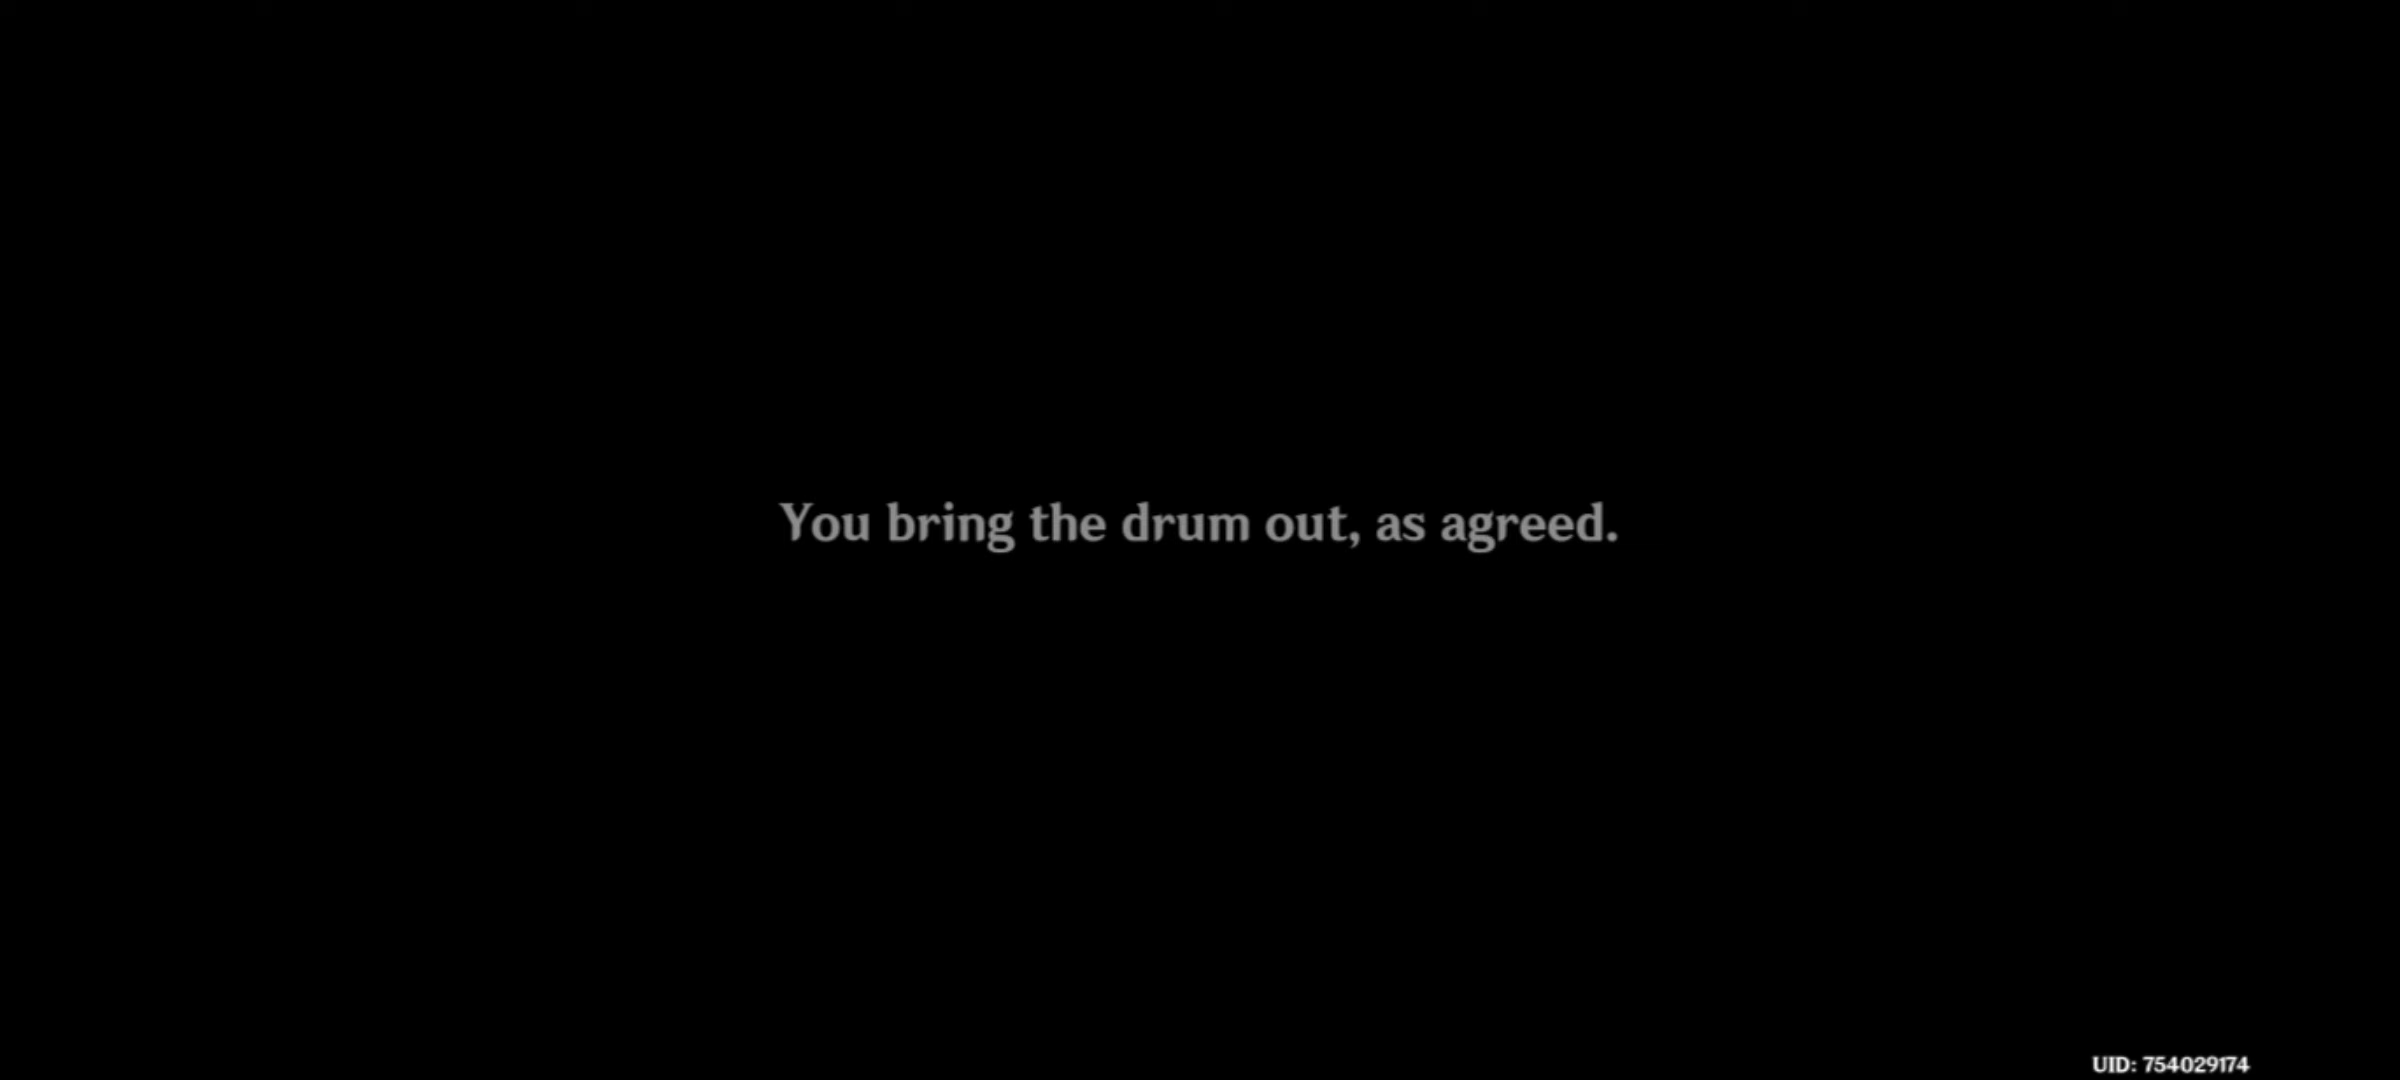 You bring the drum out, as agreed.
UID: 754029174